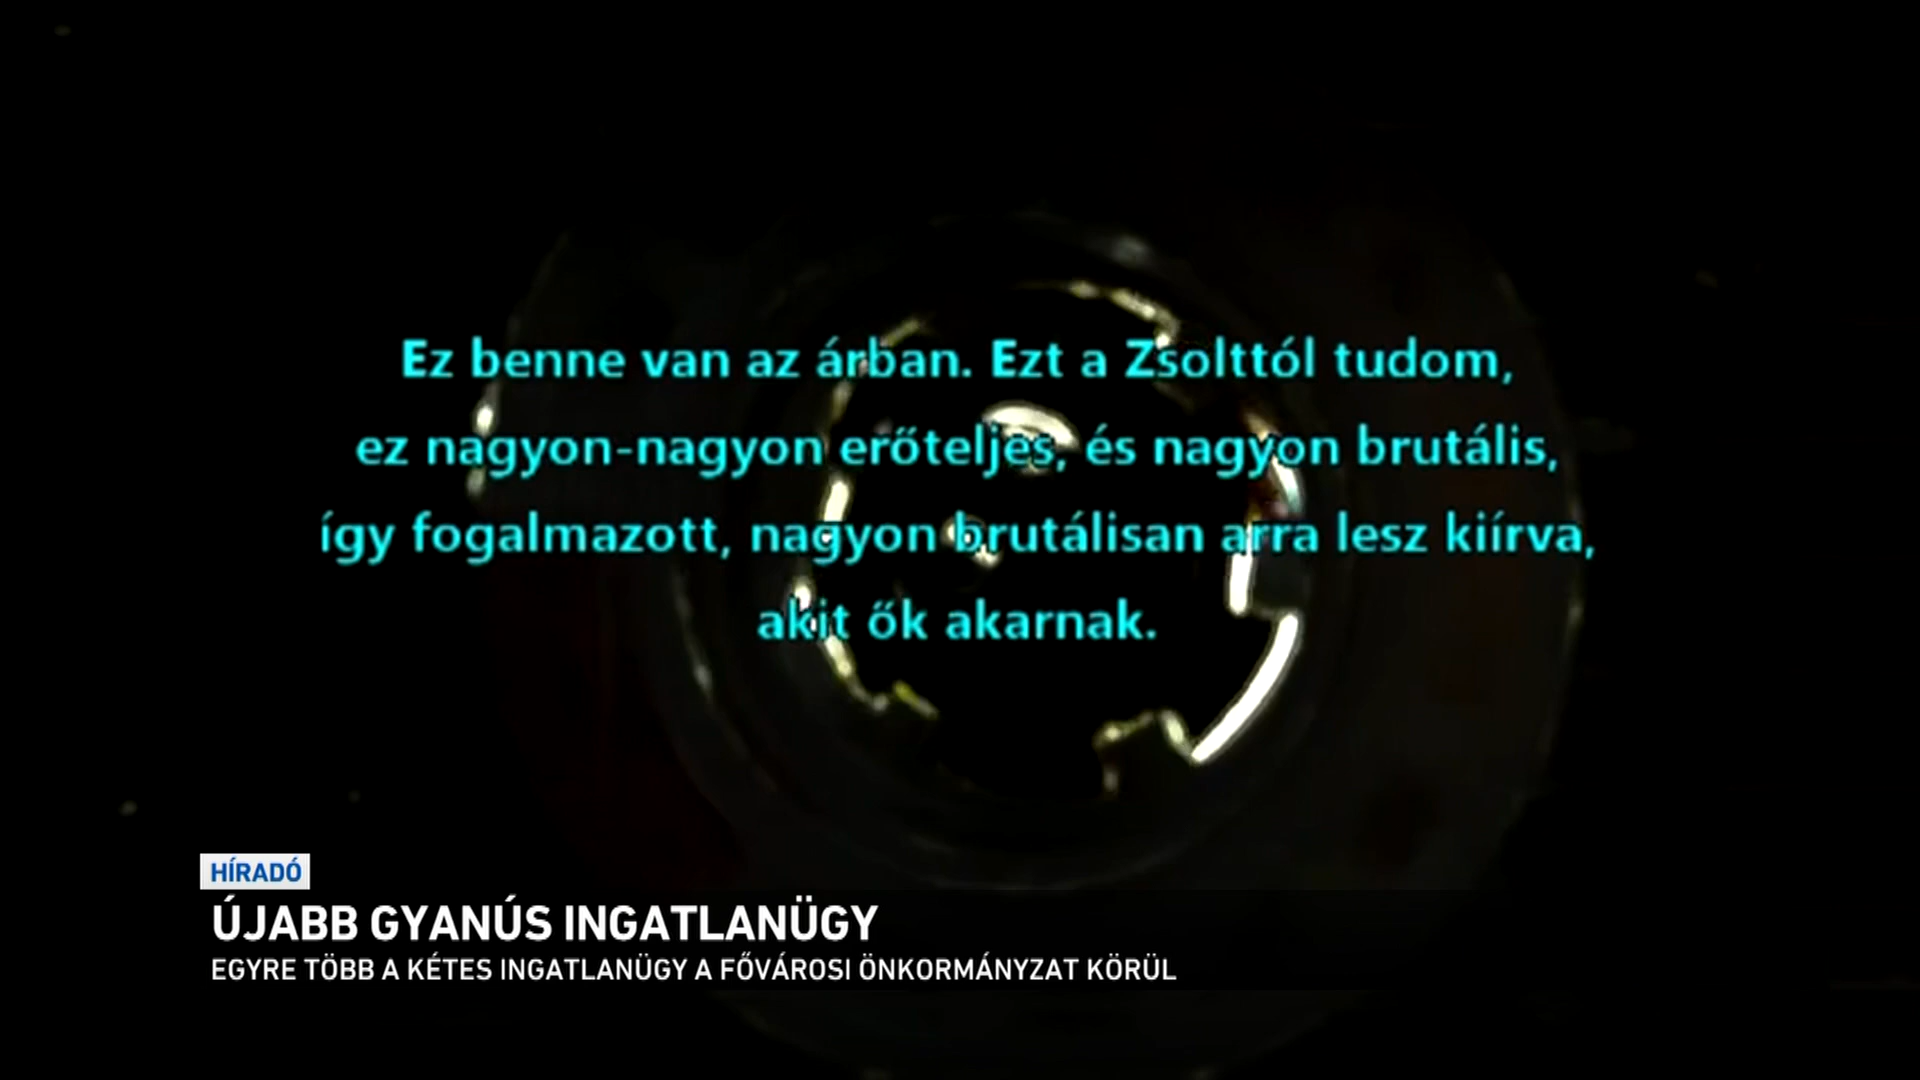 Ez benne van az árban. Ezt a Zsolttól tudom,
ez nagyon-nagyon erőteljes, és nagyon brutális,
így fogalmazott, nagyon brutálisan arra lesz kiírva,
akit ők akarnak.
HÍRADÓ
ÚJABB GYANÚS INGATLANÜGY
EGYRE TÖBB A KÉTES INGATLANÜGY A FŐVÁROSI ÖNKORMÁNYZAT KÖRÜL